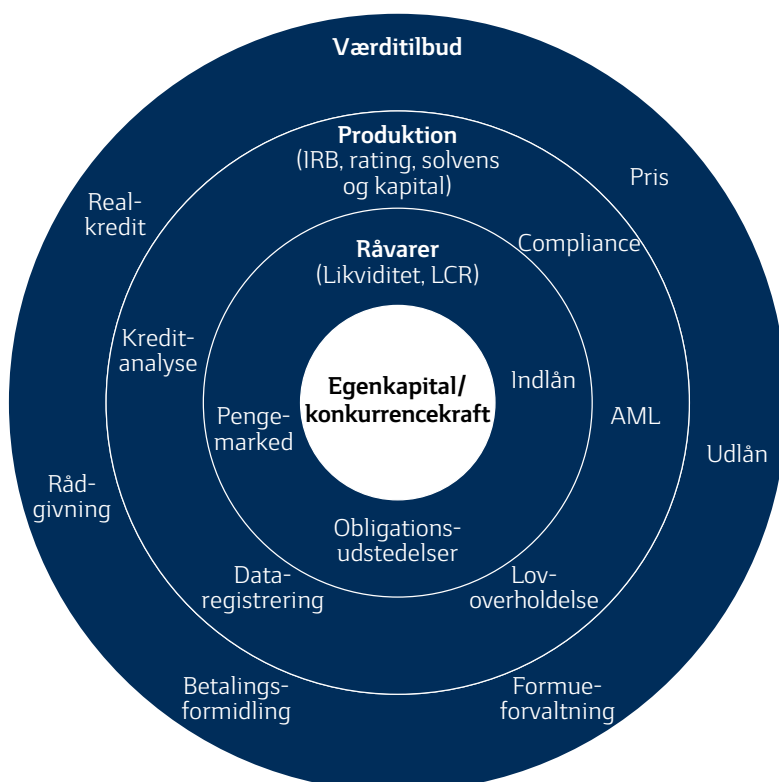 Værditilbud
Produktion
(IRB, rating, solvens
og kapital)
Pris
Real-
kredit
Compliance
Råvarer
(Likviditet, LCR)
Kredit-
analyse
Indlån
Egenkapital/
konkurrencekraft
Penge-
marked
AML
Udlån
Råd-
givning
Obligations-
udstedelser
Data-
registrering
Lov-
overholdelse
Betalings-
formidling
Formue-
forvaltning